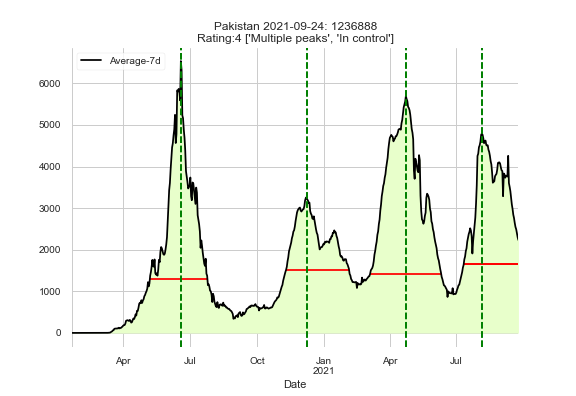 Pakistan 2021-09-24: 1236888
Rating:4 ['Multiple peaks', 'In control']
Average-7d
6000
5000
4000
3000
2000
1000
0
Apr Jul Oct Jan Apr Jul
2021
Date